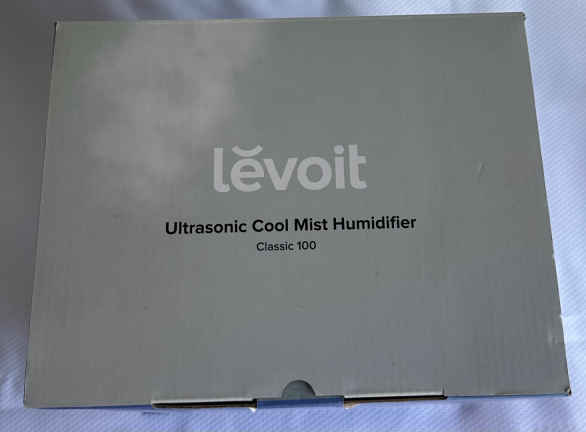 levoit
Ultrasonic Cool Mist Humidifier
Classic 100